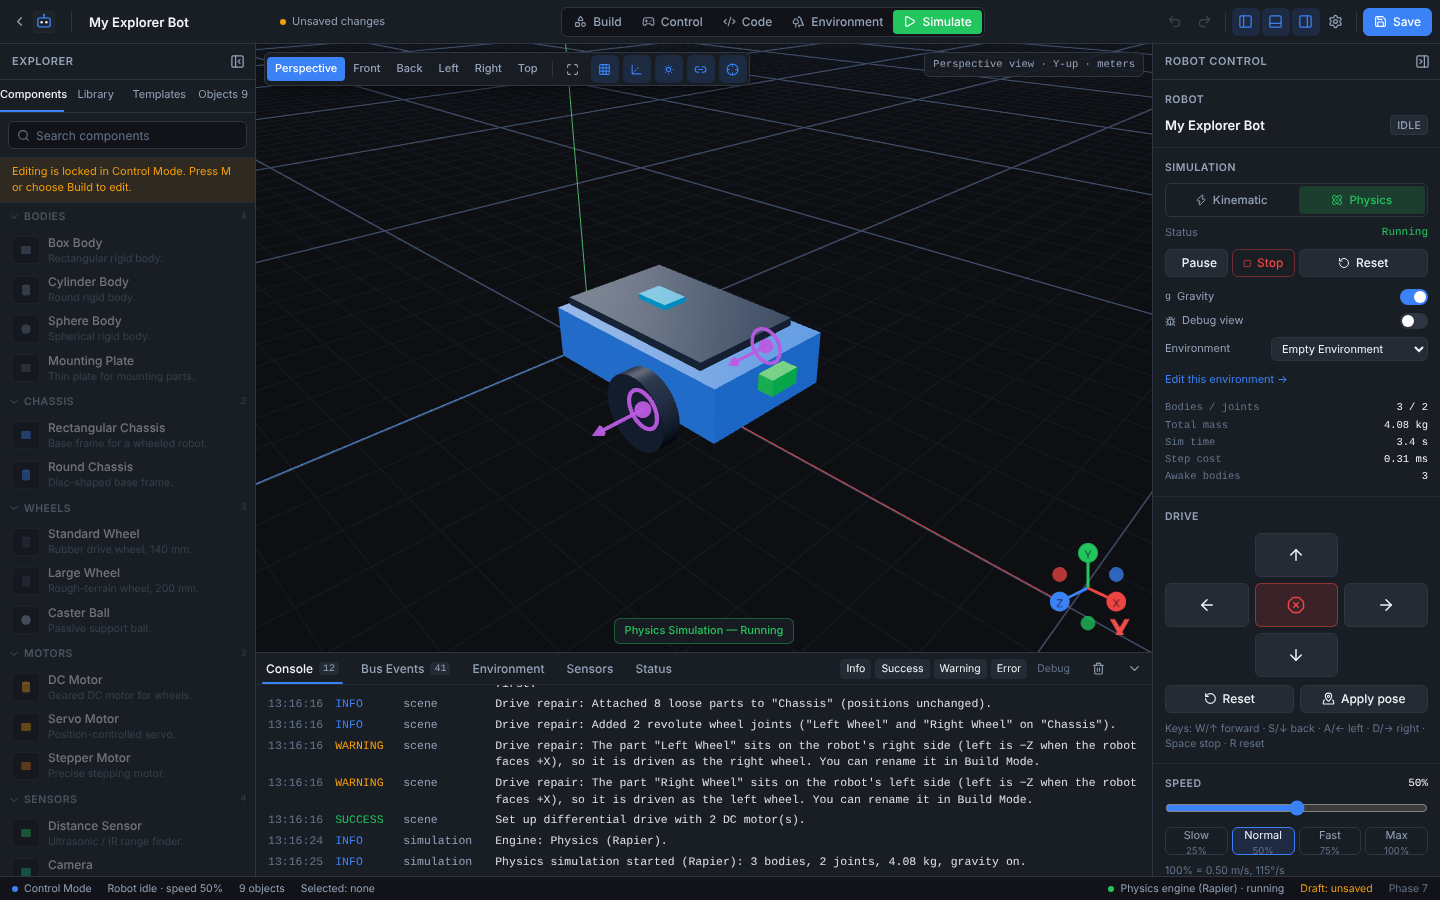 My Explorer Bot
Unsaved changes
Build
Control
Code
Environment
Simulate
Save
EXPLORER
Components
Library
Templates
Objects 9
Search components
Editing is locked in Control Mode. Press M
or choose Build to edit.
BODIES 4
Box Body
Rectangular rigid body.
Cylinder Body
Round rigid body.
Sphere Body
Spherical rigid body.
Mounting Plate
Thin plate for mounting parts.
CHASSIS 2
Rectangular Chassis
Base frame for a wheeled robot.
Round Chassis
Disc-shaped base frame.
WHEELS 3
Standard Wheel
Rubber drive wheel, 140 mm.
Large Wheel
Rough-terrain wheel, 200 mm.
Caster Ball
Passive support ball.
MOTORS 3
DC Motor
Geared DC motor for wheels.
Servo Motor
Position-controlled servo.
Stepper Motor
Precise stepping motor.
SENSORS 4
Distance Sensor
Ultrasonic / IR range finder.
Camera
Perspective
Front
Back
Left
Right
Top
Perspective view · Y-up · meters
Y
Z
X
Physics Simulation — Running
Console 12
Bus Events 41
Environment
Sensors
Status
Info
Success
Warning
Error
Debug
first.
13:16:16 INFO scene Drive repair: Attached 8 loose parts to "Chassis" (positions unchanged).
13:16:16 INFO scene Drive repair: Added 2 revolute wheel joints ("Left Wheel" and "Right Wheel" on "Chassis").
13:16:16 WARNING scene Drive repair: The part "Left Wheel" sits on the robot's right side (left is −Z when the robot
faces +X), so it is driven as the right wheel. You can rename it in Build Mode.
13:16:16 WARNING scene Drive repair: The part "Right Wheel" sits on the robot's left side (left is −Z when the robot
faces +X), so it is driven as the left wheel. You can rename it in Build Mode.
13:16:16 SUCCESS scene Set up differential drive with 2 DC motor(s).
13:16:24 INFO simulation Engine: Physics (Rapier).
13:16:25 INFO simulation Physics simulation started (Rapier): 3 bodies, 2 joints, 4.08 kg, gravity on.
ROBOT CONTROL
ROBOT
My Explorer Bot IDLE
SIMULATION
Kinematic
Physics
Status Running
Pause
Stop
Reset
g Gravity
Debug view
Environment Empty Environment
Edit this environment →
Bodies / joints 3 / 2
Total mass 4.08 kg
Sim time 3.4 s
Step cost 0.31 ms
Awake bodies 3
DRIVE
Reset
Apply pose
Keys: W/↑ forward · S/↓ back · A/← left · D/→ right ·
Space stop · R reset
SPEED 50%
Slow
25%
Normal
50%
Fast
75%
Max
100%
100% = 0.50 m/s, 115°/s
Control Mode
Robot idle · speed 50%
9 objects
Selected: none
Physics engine (Rapier) · running
Draft: unsaved
Phase 7